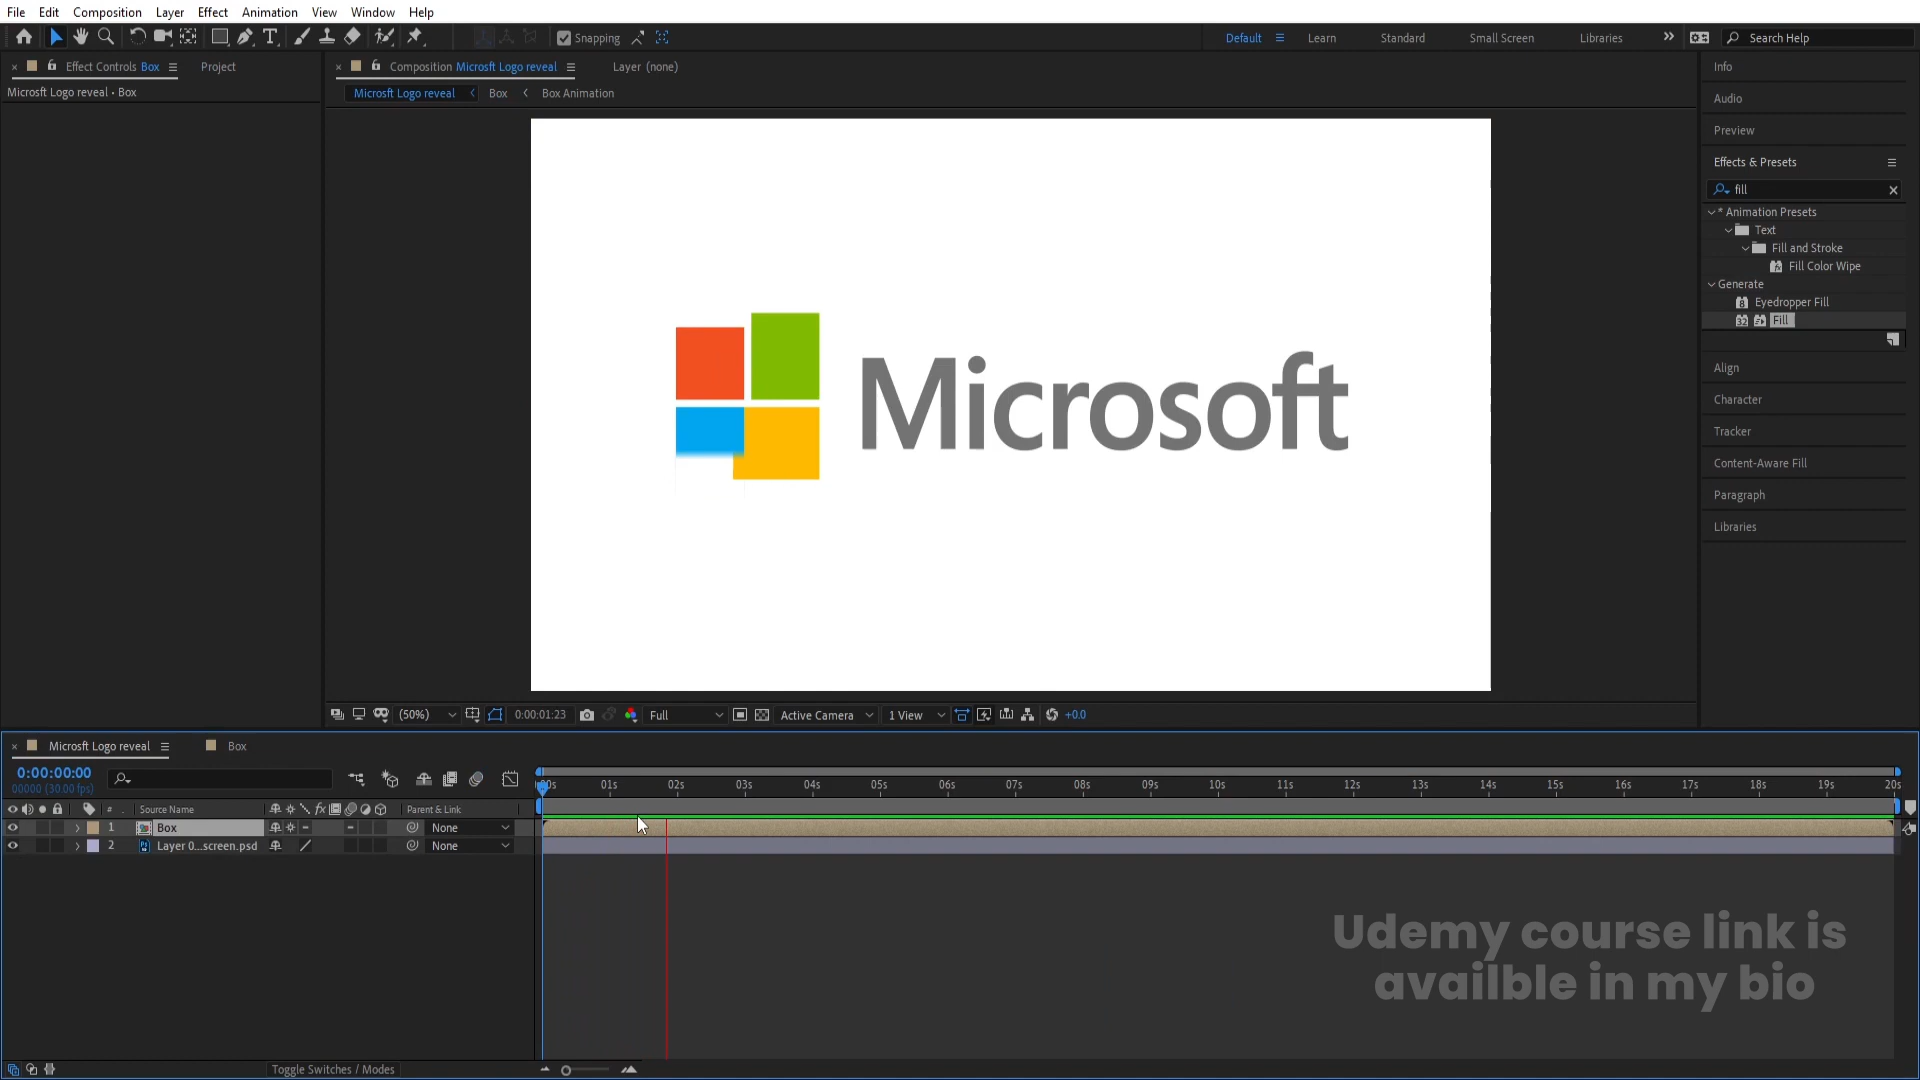 File Edit Composition Layer Effect Animation View Window Help
Snapping Default Learn Standard Small Screen Libraries Search Help
Effect Controls Box Project
Composition Microsft Logo reveal Layer (none)
Microsft Logo reveal • Box
Microsft Logo reveal Box Box Animation
Microsoft
(50%) 0:00:01:23 Full Active Camera 1 View +0.0
Info
Audio
Preview
Effects & Presets
fill
* Animation Presets
Text
Fill and Stroke
Fill Color Wipe
Generate
Eyedropper Fill
Fill
Align
Character
Tracker
Content-Aware Fill
Paragraph
Libraries
Microsft Logo reveal Box
0:00:00:00
00000 (30.00 fps)
01s 02s 03s 04s 05s 06s 07s 08s 09s 10s 11s 12s 13s 14s 15s 16s 17s 18s 19s 20s
# Source Name Parent & Link
1 Box None
2 Layer 0...screen.psd None
Udemy course link is
availble in my bio
Toggle Switches / Modes